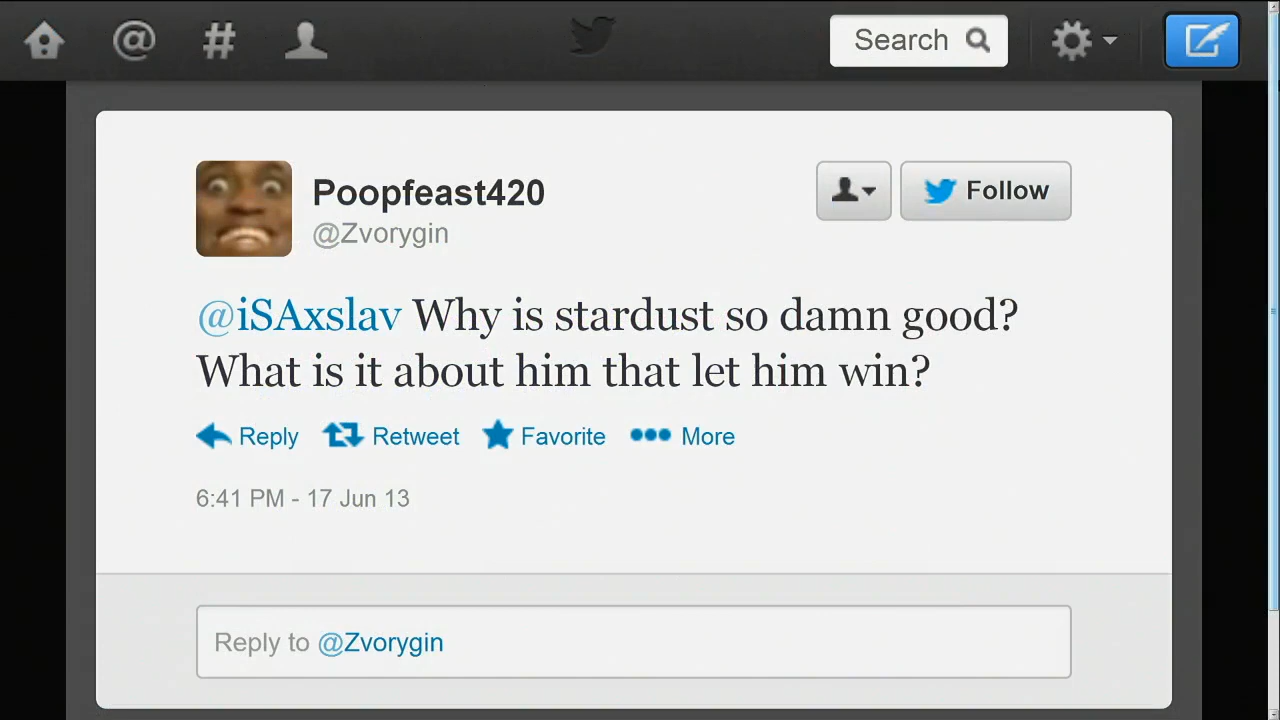 Search
Poopfeast420
@Zvorygin
Follow
@iSAxslav Why is stardust so damn good?
What is it about him that let him win?
Reply Retweet Favorite More
6:41 PM - 17 Jun 13
Reply to @Zvorygin